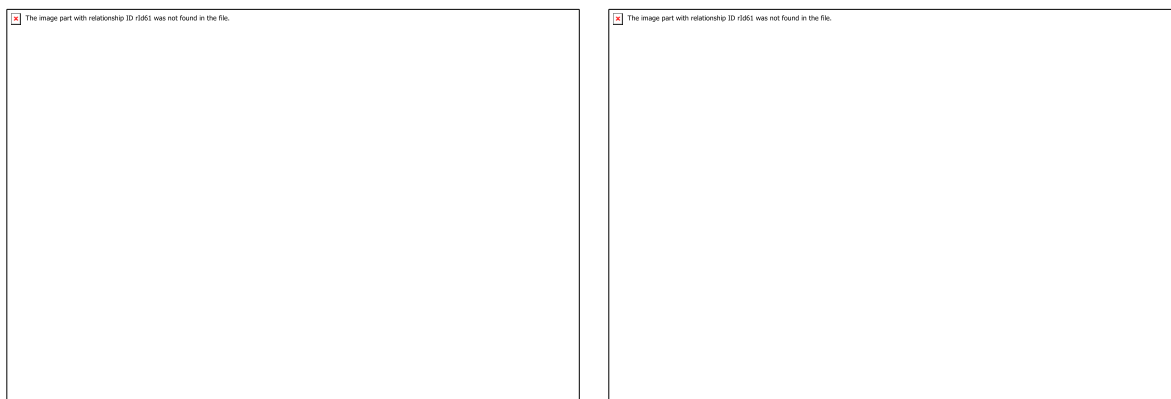 The image part with relationship ID rId61 was not found in the file.
The image part with relationship ID rId61 was not found in the file.